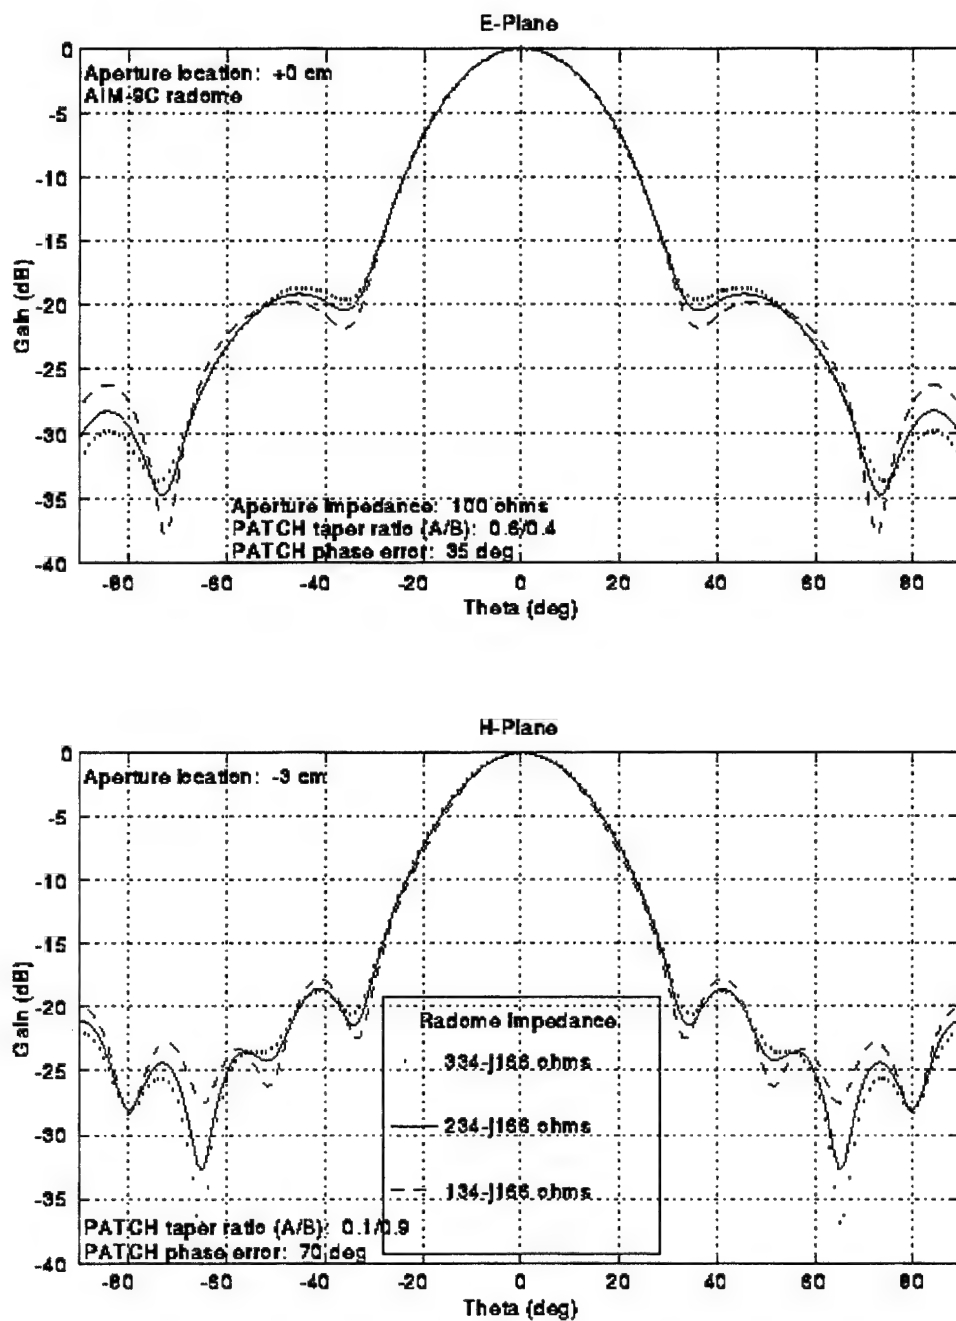 E-Plane
Aperture location: +0 cm
AIM-9C radome
0
-5
-10
-15
-20
-25
-30
-35
-40
Gain (dB)
Aperture Impedance: 100 ohms
PATCH taper ratio (A/B): 0.6/0.4
PATCH phase error: 35 deg
-80 -60 -40 -20 0 20 40 60 80
Theta (deg)
H-Plane
Aperture location: -3 cm
0
-5
-10
-15
-20
-25
-30
-35
-40
Gain (dB)
Radome Impedance
334-j166 ohms
234-j166 ohms
134-j166 ohms
PATCH taper ratio (A/B): 0.1/0.9
PATCH phase error: 70 deg
-80 -60 -40 -20 0 20 40 60 80
Theta (deg)